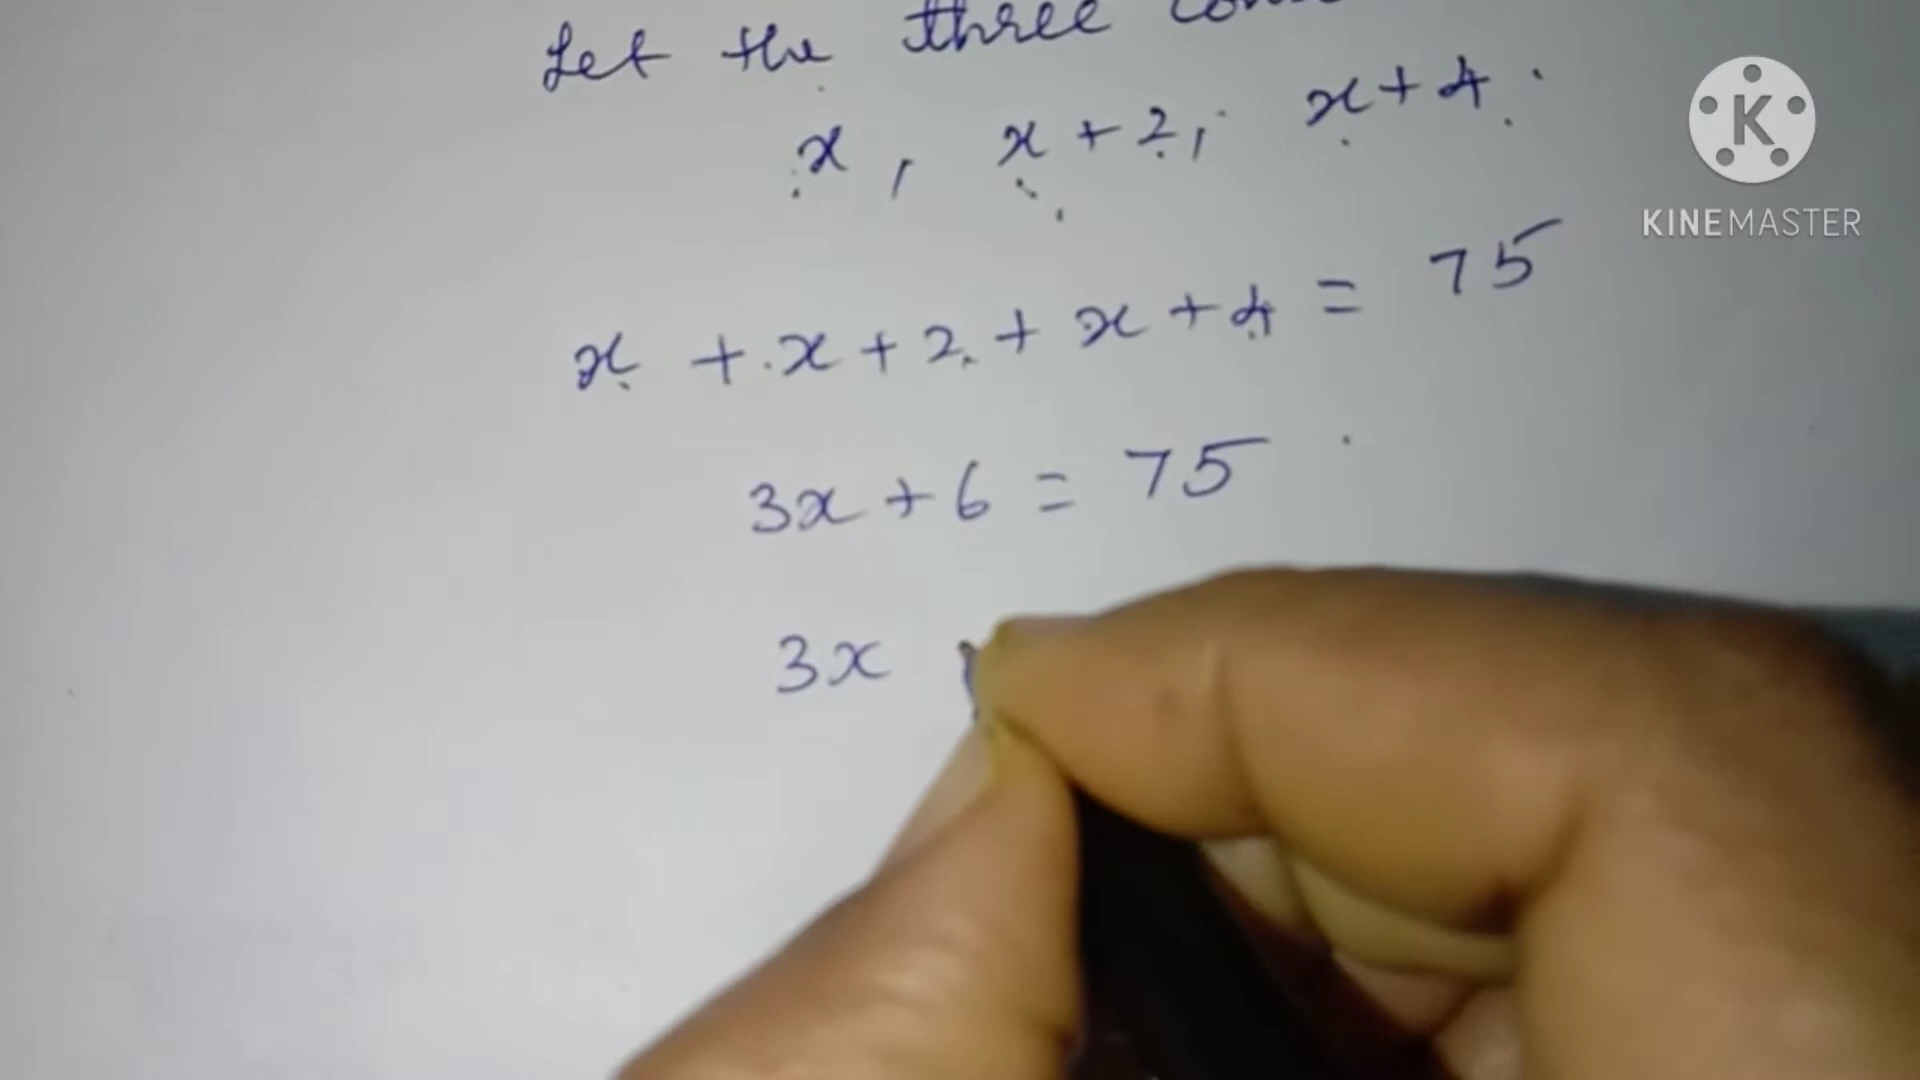 Let the three
x, x+2, x+4.
K
KINEMASTER
x + x + 2 + x + 4 = 75
3x + 6 = 75
3x